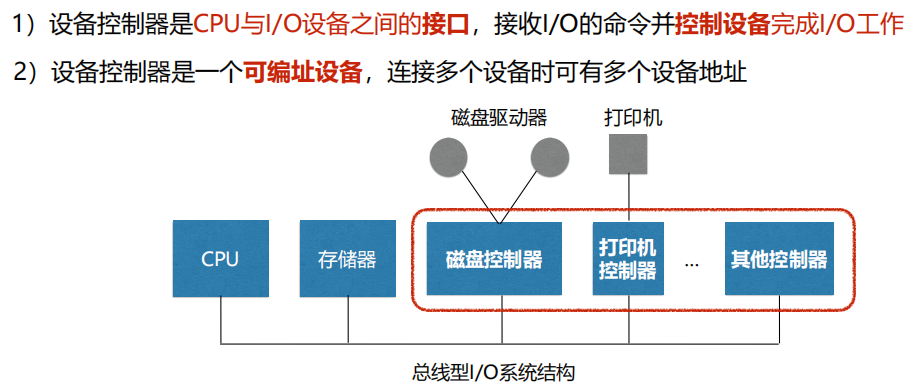 1）设备控制器是CPU与I/O设备之间的接口，接收I/O的命令并控制设备完成I/O工作
2）设备控制器是一个可编址设备，连接多个设备时可有多个设备地址
磁盘驱动器
打印机
CPU
存储器
磁盘控制器
打印机
控制器
...
其他控制器
总线型I/O系统结构